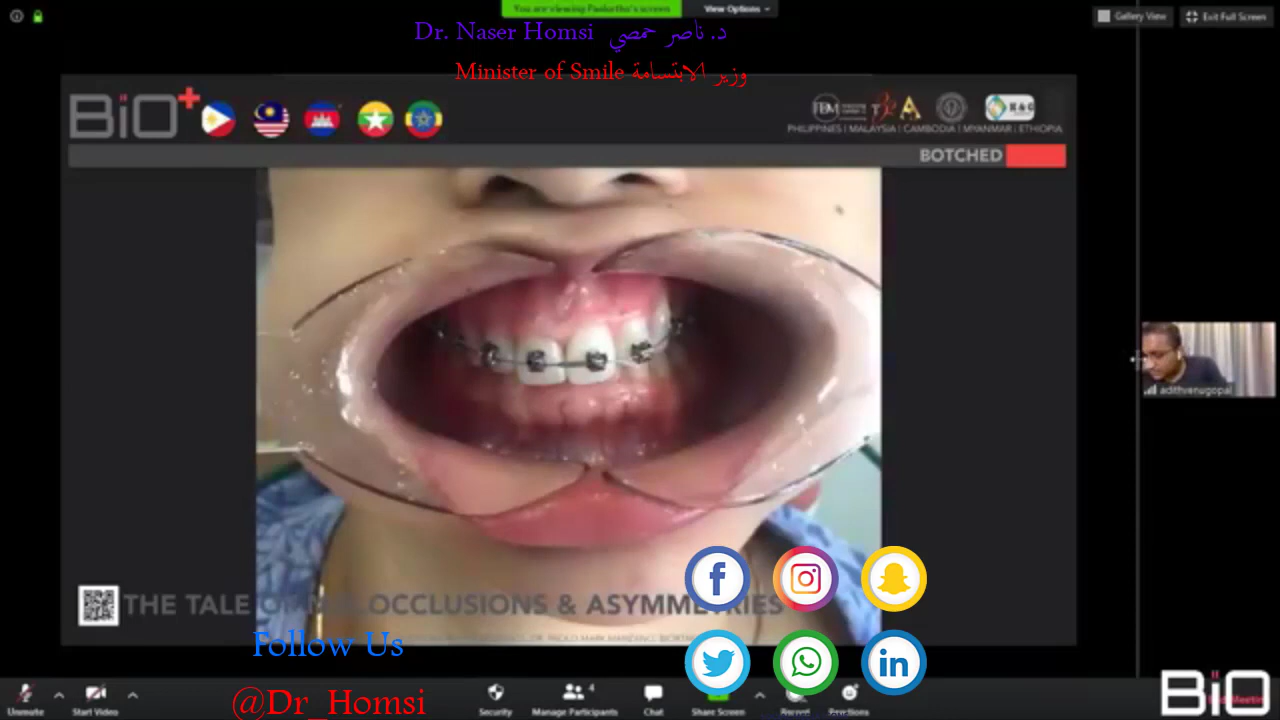 You are viewing Paolartho's screen
View Options
Gallery View
Exit Full Screen
Dr. Naser Homsi د. ناصر حمصي
Minister of Smile وزير الابتسامة
BiO+
K&G
PHILIPPINES | MALAYSIA | CAMBODIA | MYANMAR | ETHIOPIA
BOTCHED
adithvenugopal
THE TALE OF MALOCCLUSIONS & ASYMMETRIES
Follow Us
@Dr_Homsi
Unmute
Start Video
Security
Manage Participants
4
Chat
Share Screen
Record
Reactions
BiO